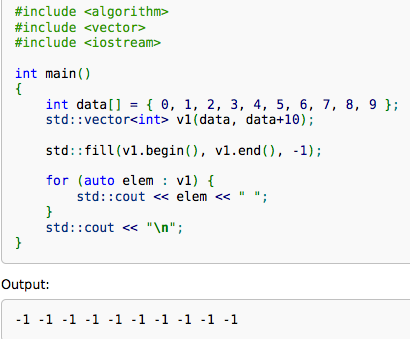 #include <algorithm>
#include <vector>
#include <iostream>
int main()
{
    int data[] = { 0, 1, 2, 3, 4, 5, 6, 7, 8, 9 };
    std::vector<int> v1(data, data+10);
    std::fill(v1.begin(), v1.end(), -1);
    for (auto elem : v1) {
        std::cout << elem << " ";
    }
    std::cout << "\n";
}
Output:
-1 -1 -1 -1 -1 -1 -1 -1 -1 -1